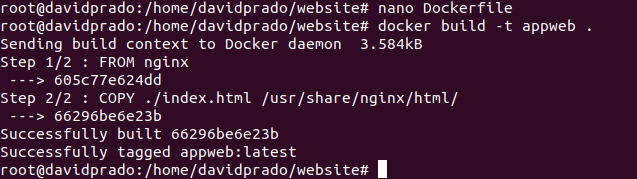 root@davidprado:/home/davidprado/website# nano Dockerfile
root@davidprado:/home/davidprado/website# docker build -t appweb .
Sending build context to Docker daemon  3.584kB
Step 1/2 : FROM nginx
 ---> 605c77e624dd
Step 2/2 : COPY ./index.html /usr/share/nginx/html/
 ---> 66296be6e23b
Successfully built 66296be6e23b
Successfully tagged appweb:latest
root@davidprado:/home/davidprado/website#